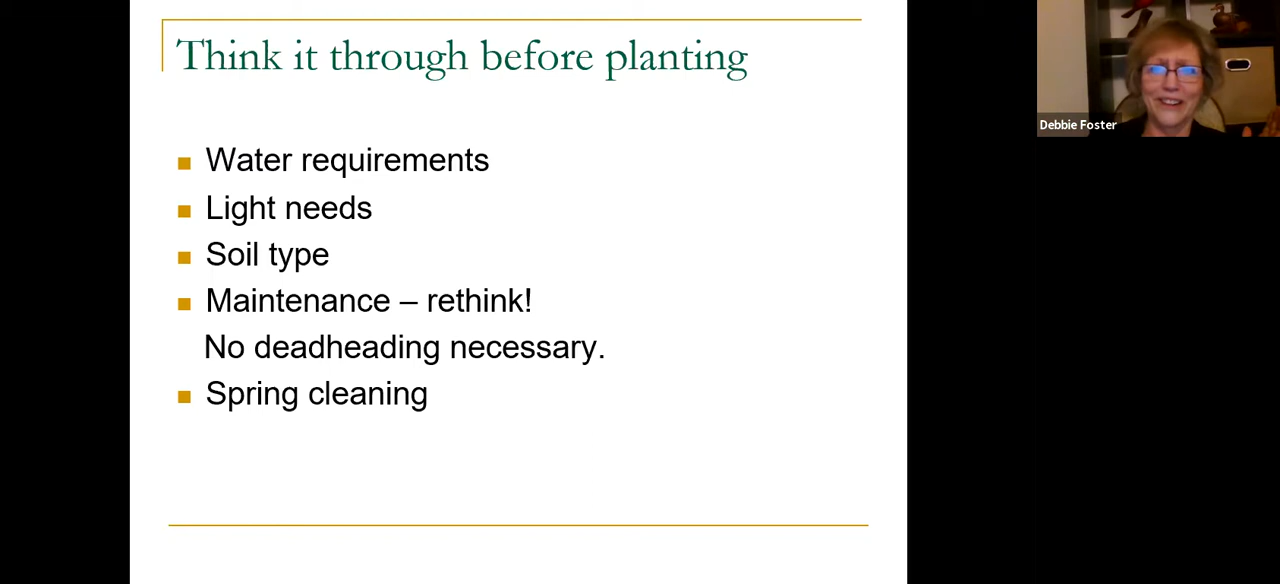 Think it through before planting
Water requirements
Light needs
Soil type
Maintenance – rethink!
No deadheading necessary.
Spring cleaning
Debbie Foster